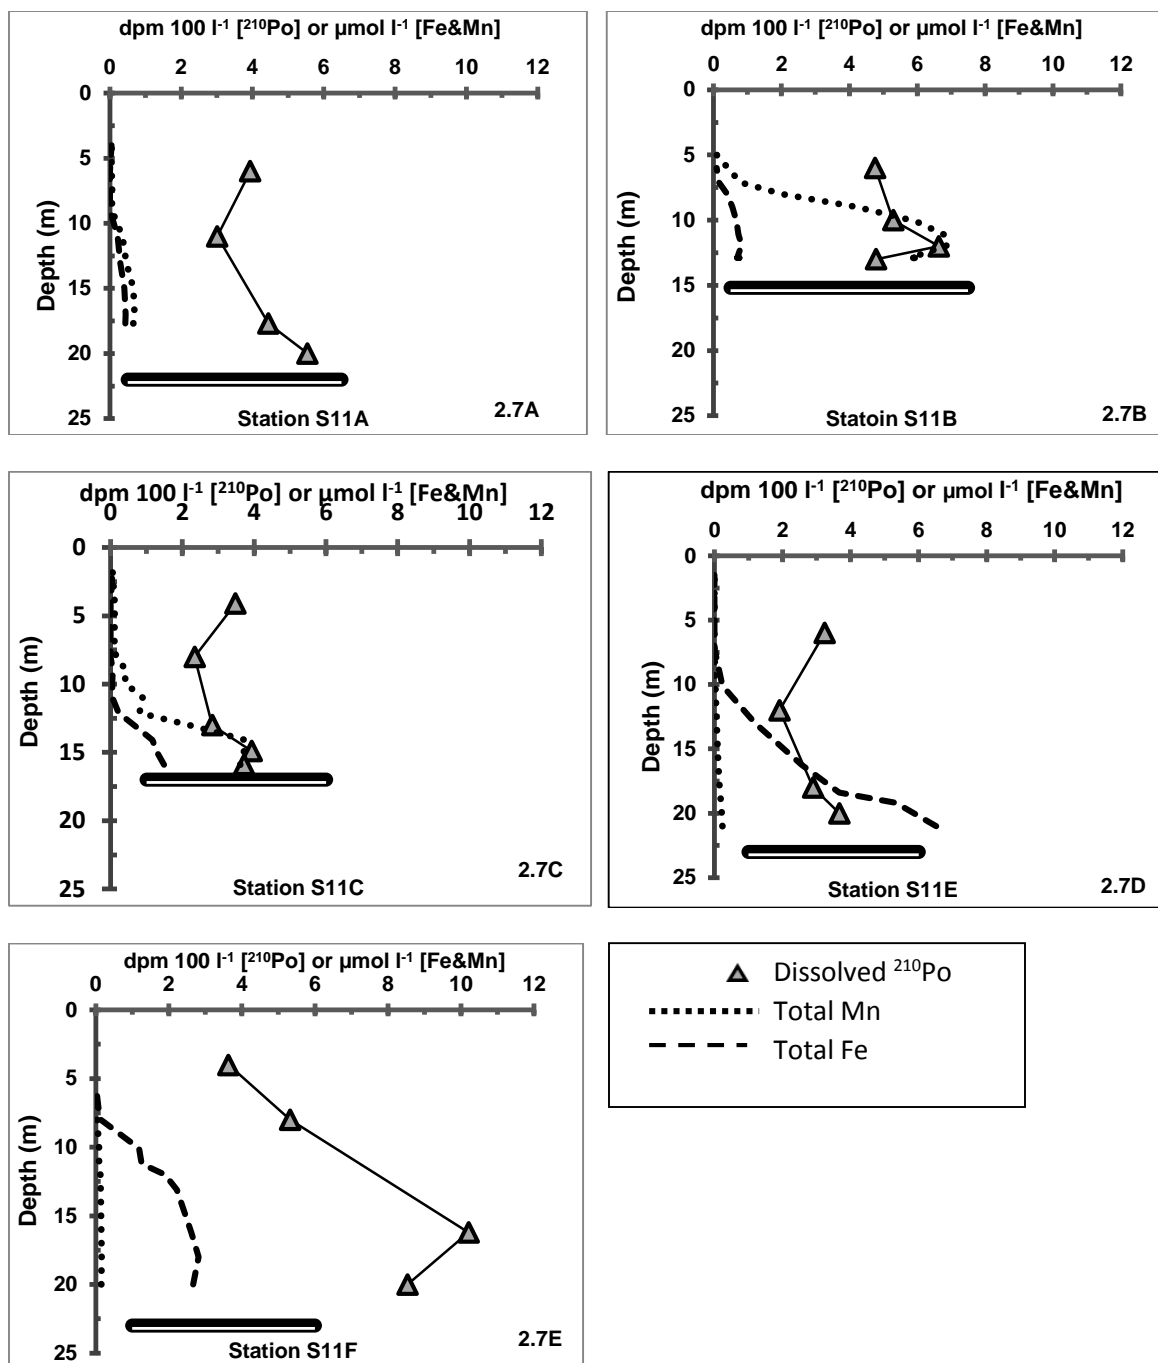 dpm 100 l⁻¹ [²¹⁰Po] or µmol l⁻¹ [Fe&Mn]
0 2 4 6 8 10 12
0
5
10
15
20
25
Depth (m)
Station S11A
2.7A
dpm 100 l⁻¹ [²¹⁰Po] or µmol l⁻¹ [Fe&Mn]
0 2 4 6 8 10 12
0
5
10
15
20
25
Depth (m)
Statoin S11B
2.7B
dpm 100 l⁻¹ [²¹⁰Po] or µmol l⁻¹ [Fe&Mn]
0 2 4 6 8 10 12
0
5
10
15
20
25
Depth (m)
Station S11C
2.7C
dpm 100 l⁻¹ [²¹⁰Po] or µmol l⁻¹ [Fe&Mn]
0 2 4 6 8 10 12
0
5
10
15
20
25
Depth (m)
Station S11E
2.7D
dpm 100 l⁻¹ [²¹⁰Po] or µmol l⁻¹ [Fe&Mn]
0 2 4 6 8 10 12
0
5
10
15
20
25
Depth (m)
Station S11F
2.7E
Dissolved ²¹⁰Po
Total Mn
Total Fe